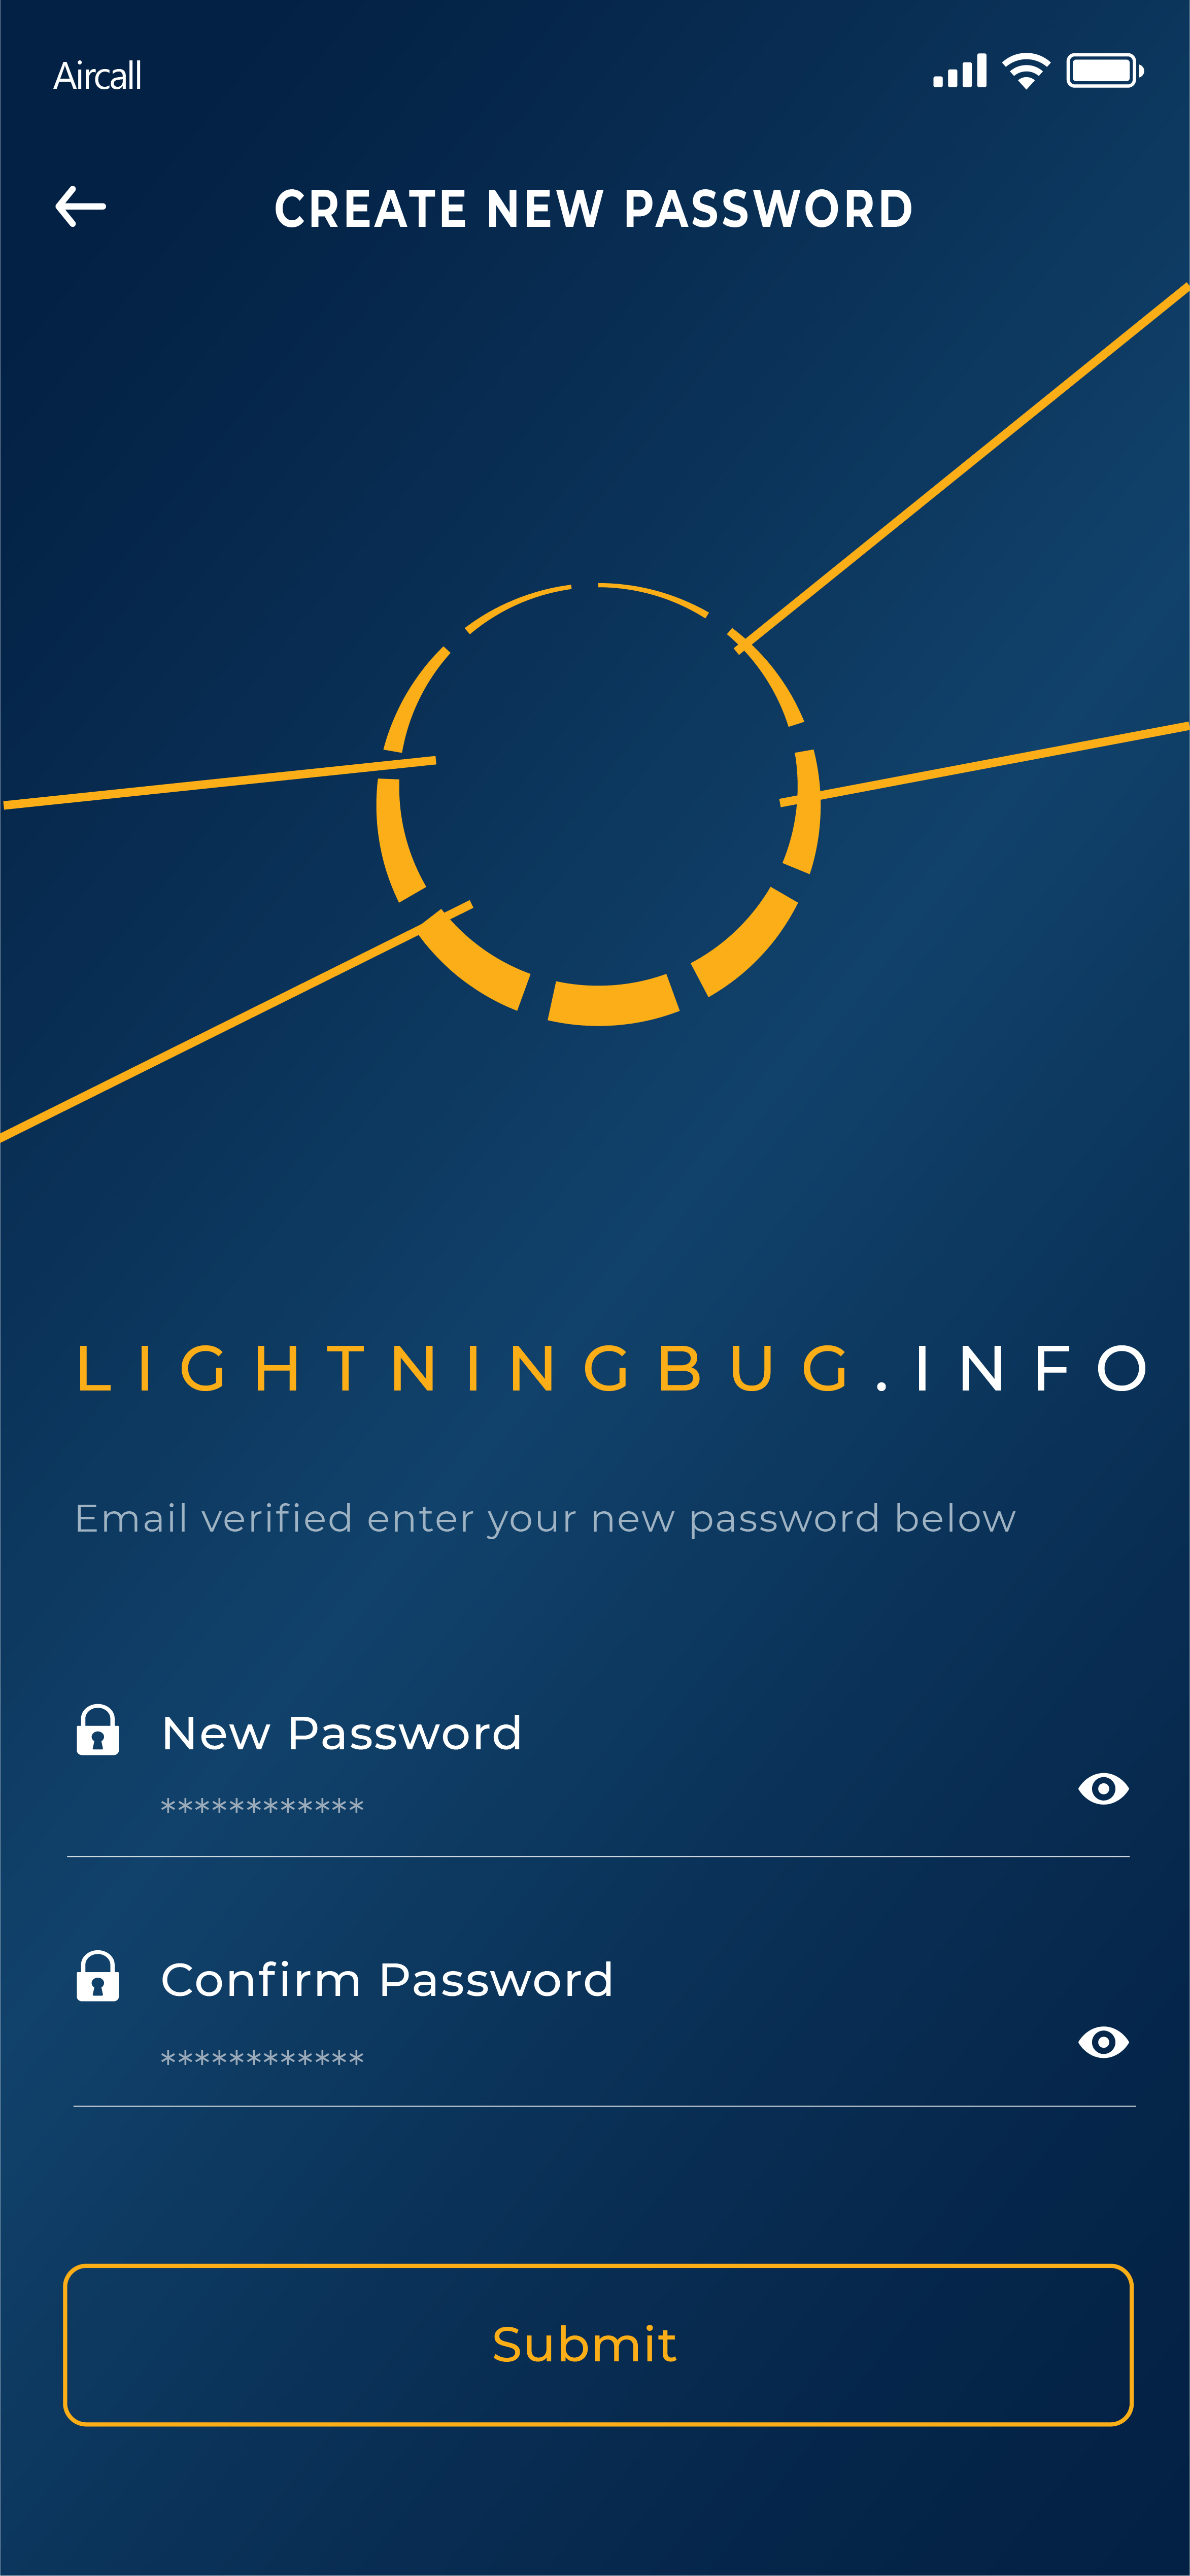 Aircall
CREATE NEW PASSWORD
LIGHTNINGBUG.INFO
Email verified enter your new password below
New Password
************
Confirm Password
************
Submit